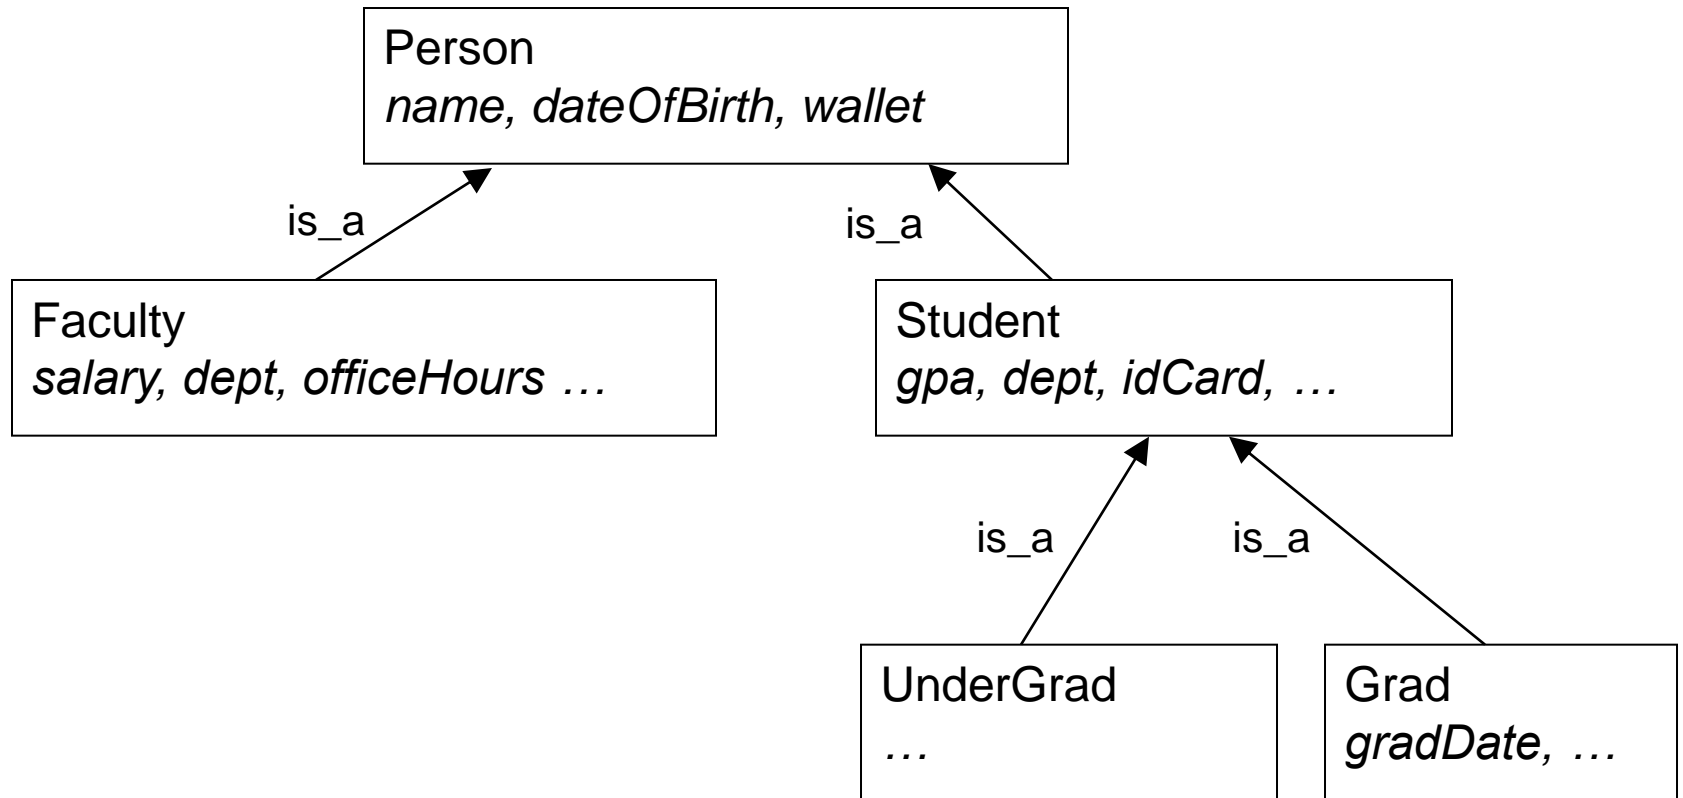 Person
name, dateOfBirth, wallet
is_a
is_a
Faculty
salary, dept, officeHours …
Student
gpa, dept, idCard, …
is_a
is_a
UnderGrad
…
Grad
gradDate, …